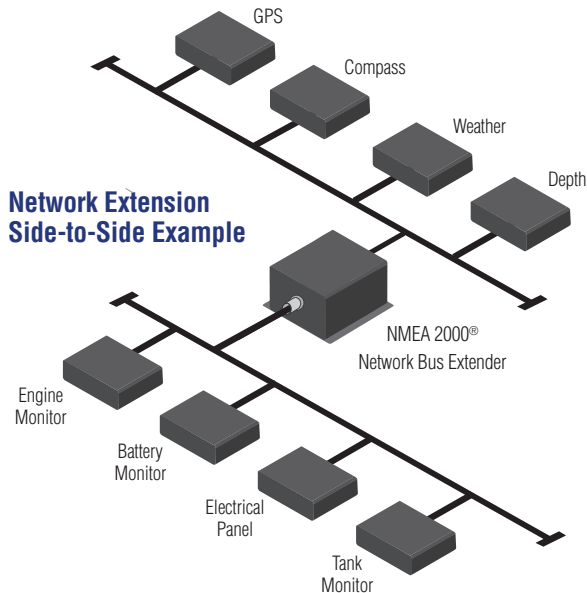 GPS
Compass
Weather
Depth
Network Extension
Side-to-Side Example
NMEA 2000®
Network Bus Extender
Engine
Monitor
Battery
Monitor
Electrical
Panel
Tank
Monitor